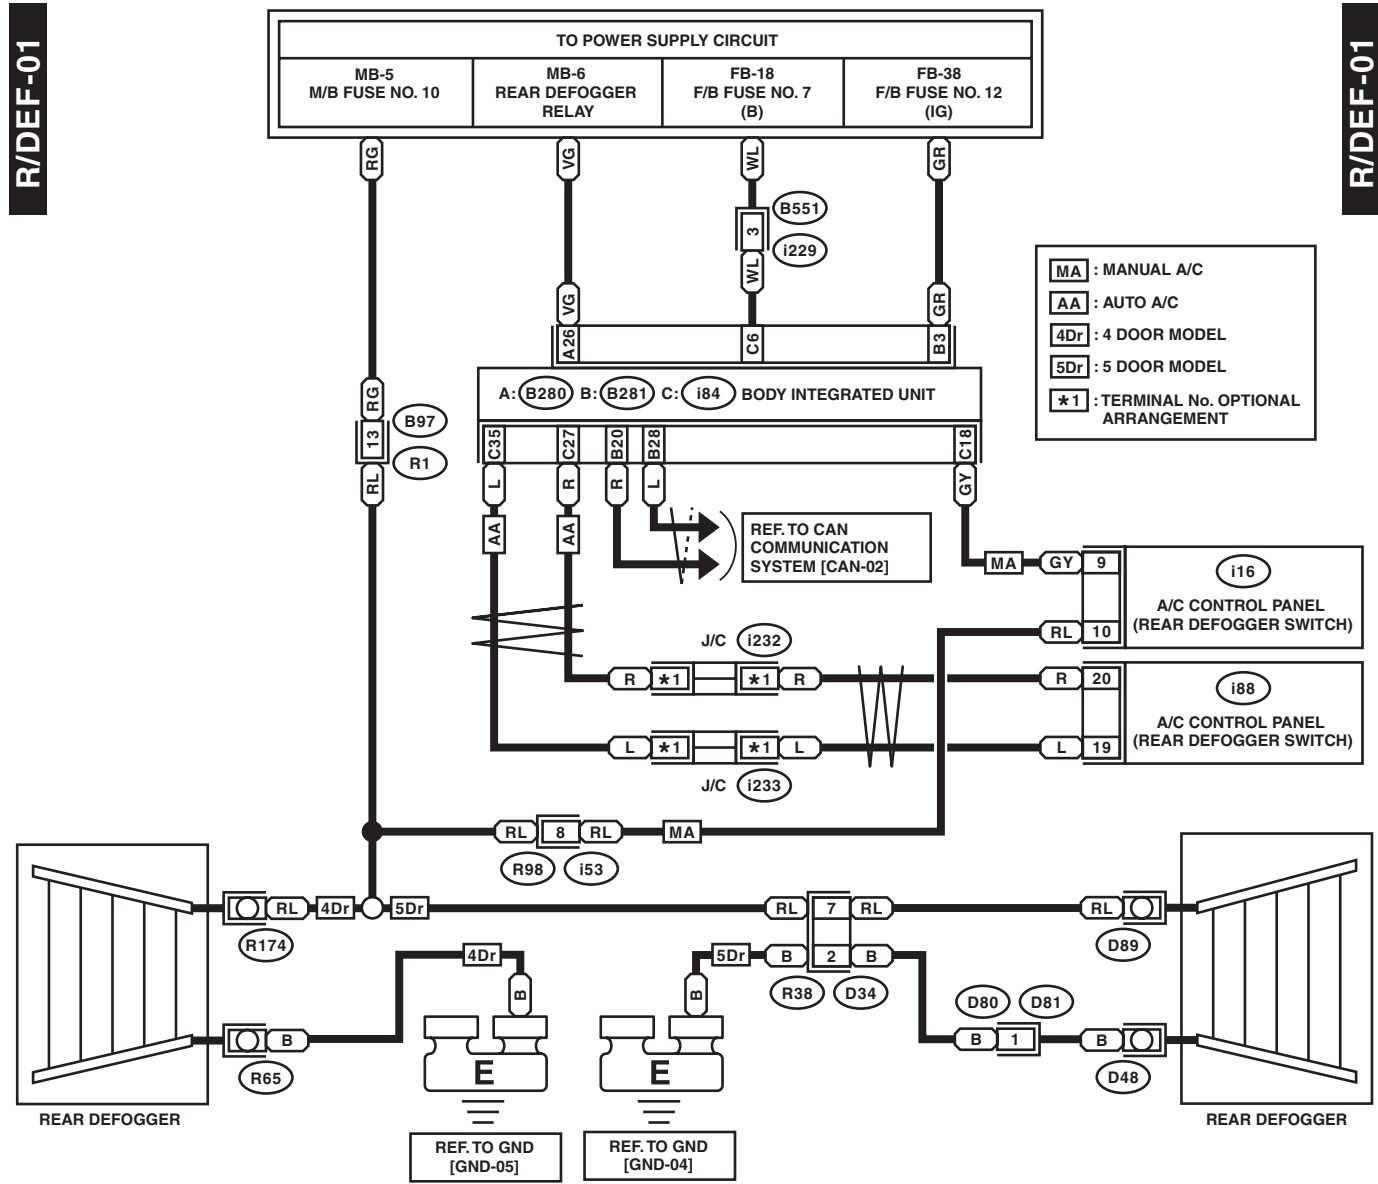 R/DEF-01
R/DEF-01
TO POWER SUPPLY CIRCUIT
MB-5
M/B FUSE NO. 10
MB-6
REAR DEFOGGER
RELAY
FB-18
F/B FUSE NO. 7
(B)
FB-38
F/B FUSE NO. 12
(IG)
RG
VG
WL
GR
B551
3
i229
WL
VG
GR
A26
C6
B3
MA : MANUAL A/C
AA : AUTO A/C
4Dr : 4 DOOR MODEL
5Dr : 5 DOOR MODEL
*1 : TERMINAL No. OPTIONAL
ARRANGEMENT
A: B280 B: B281 C: i84 BODY INTEGRATED UNIT
RG
B97
13
R1
RL
C35
C27
B20
B28
C18
L
R
R
L
GY
AA
AA
REF. TO CAN
COMMUNICATION
SYSTEM [CAN-02]
MA
GY
9
i16
A/C CONTROL PANEL
(REAR DEFOGGER SWITCH)
RL
10
J/C i232
R *1 *1 R
R
20
i88
A/C CONTROL PANEL
(REAR DEFOGGER SWITCH)
L *1 *1 L
L
19
J/C i233
RL 8 RL MA
R98 i53
RL 4Dr 5Dr
R174
RL 7 RL
RL
D89
4Dr
B
5Dr
B 2 B
B
R38 D34
D80 D81
B 1
B
D48
B
R65
E
E
REAR DEFOGGER
REAR DEFOGGER
REF. TO GND
[GND-05]
REF. TO GND
[GND-04]